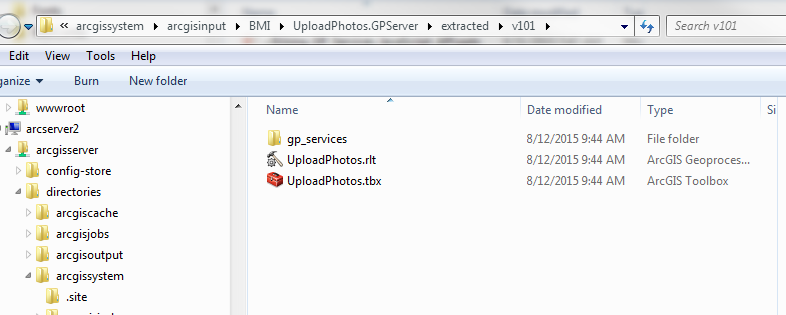 « arcgissystem ▸ arcgisinput ▸ BMI ▸ UploadPhotos.GPServer ▸ extracted ▸ v101 ▸
Search v101
Edit View Tools Help
ganize Burn New folder
wwwroot
arcserver2
arcgisserver
config-store
directories
arcgiscache
arcgisjobs
arcgisoutput
arcgissystem
.site
Name Date modified Type Si
gp_services 8/12/2015 9:44 AM File folder
UploadPhotos.rlt 8/12/2015 9:44 AM ArcGIS Geoproces...
UploadPhotos.tbx 8/12/2015 9:44 AM ArcGIS Toolbox